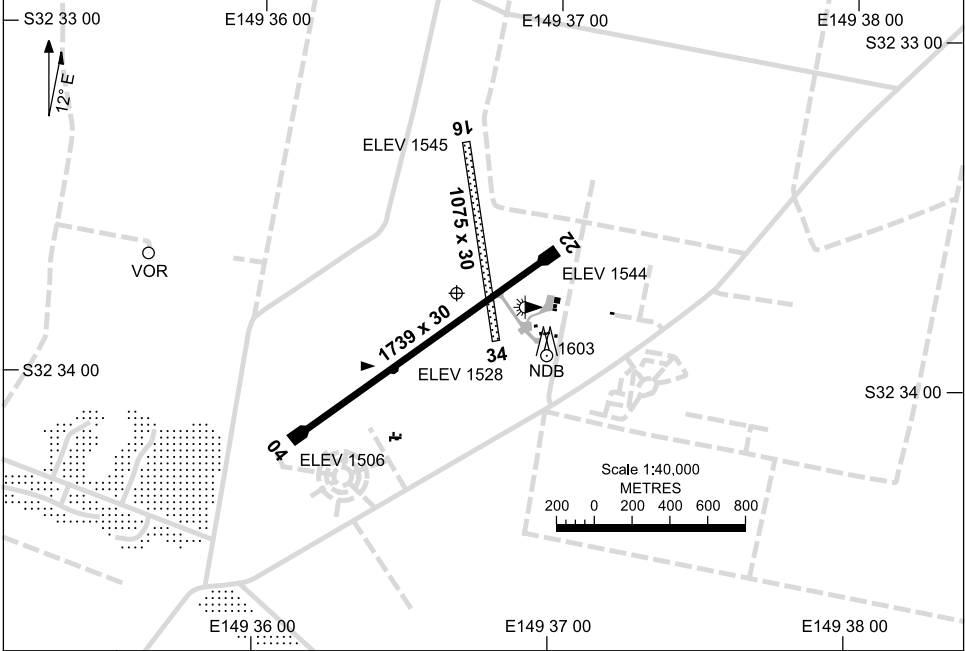 S32 33 00
E149 36 00
E149 37 00
E149 38 00
S32 33 00
12° E
16
ELEV 1545
1075 x 30
VOR
22
ELEV 1544
1739 x 30
34
1603
NDB
ELEV 1528
S32 34 00
S32 34 00
04
ELEV 1506
Scale 1:40,000
METRES
200 0 200 400 600 800
E149 36 00
E149 37 00
E149 38 00